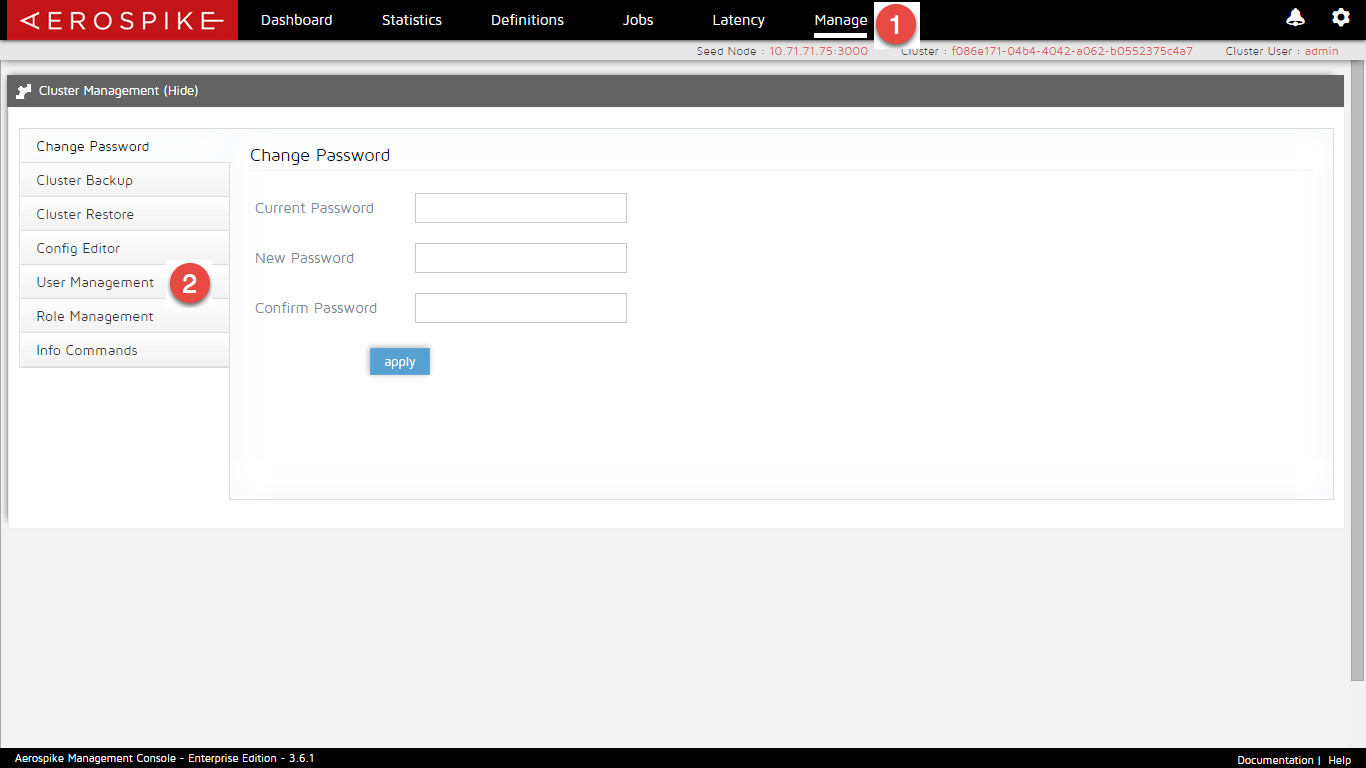 AEROSPIKE Dashboard Statistics Definitions Jobs Latency Manage 1
Seed Node : 10.71.71.75:3000 Cluster : f086e171-04b4-4042-a062-b0552375c4a7 Cluster User : admin
Cluster Management (Hide)
Change Password
Cluster Backup
Cluster Restore
Config Editor
User Management 2
Role Management
Info Commands
Change Password
Current Password
New Password
Confirm Password
apply
Aerospike Management Console - Enterprise Edition - 3.6.1 Documentation | Help